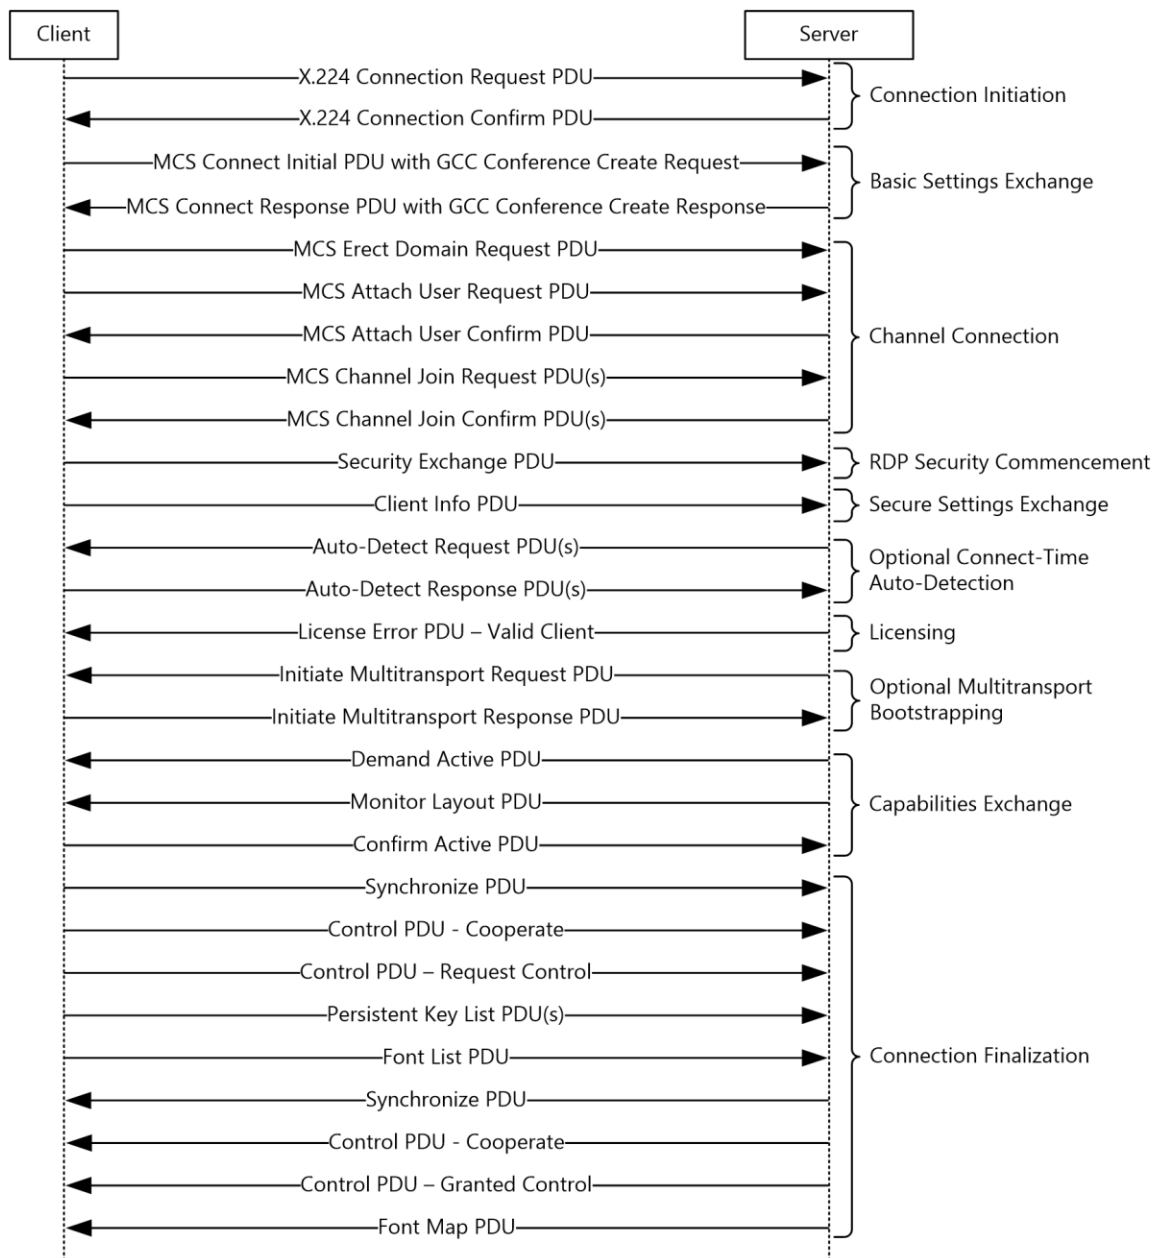 Client
Server
X.224 Connection Request PDU
X.224 Connection Confirm PDU
Connection Initiation
MCS Connect Initial PDU with GCC Conference Create Request
MCS Connect Response PDU with GCC Conference Create Response
Basic Settings Exchange
MCS Erect Domain Request PDU
MCS Attach User Request PDU
MCS Attach User Confirm PDU
MCS Channel Join Request PDU(s)
MCS Channel Join Confirm PDU(s)
Channel Connection
Security Exchange PDU
RDP Security Commencement
Client Info PDU
Secure Settings Exchange
Auto-Detect Request PDU(s)
Auto-Detect Response PDU(s)
Optional Connect-Time
Auto-Detection
License Error PDU – Valid Client
Licensing
Initiate Multitransport Request PDU
Initiate Multitransport Response PDU
Optional Multitransport
Bootstrapping
Demand Active PDU
Monitor Layout PDU
Confirm Active PDU
Capabilities Exchange
Synchronize PDU
Control PDU - Cooperate
Control PDU – Request Control
Persistent Key List PDU(s)
Font List PDU
Synchronize PDU
Control PDU - Cooperate
Control PDU – Granted Control
Font Map PDU
Connection Finalization